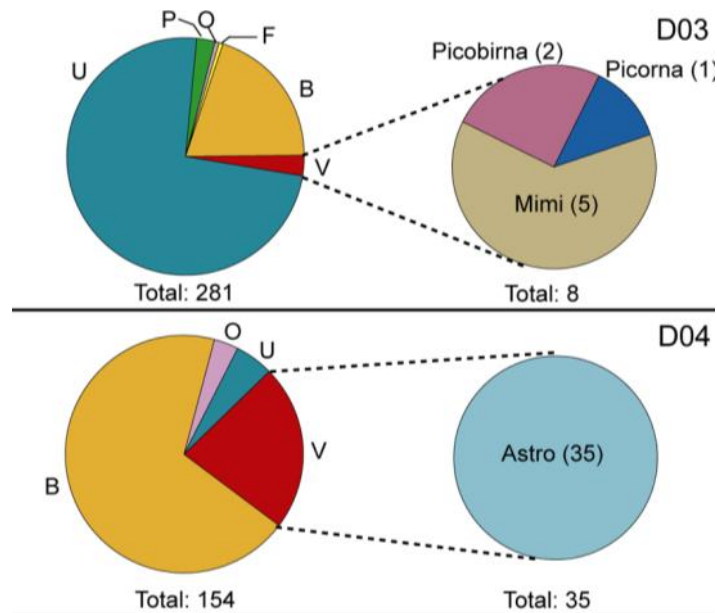 D03
P
O
F
U
B
V
Picobirna (2)
Picorna (1)
Mimi (5)
Total: 281
Total: 8
D04
O
U
V
B
Astro (35)
Total: 154
Total: 35